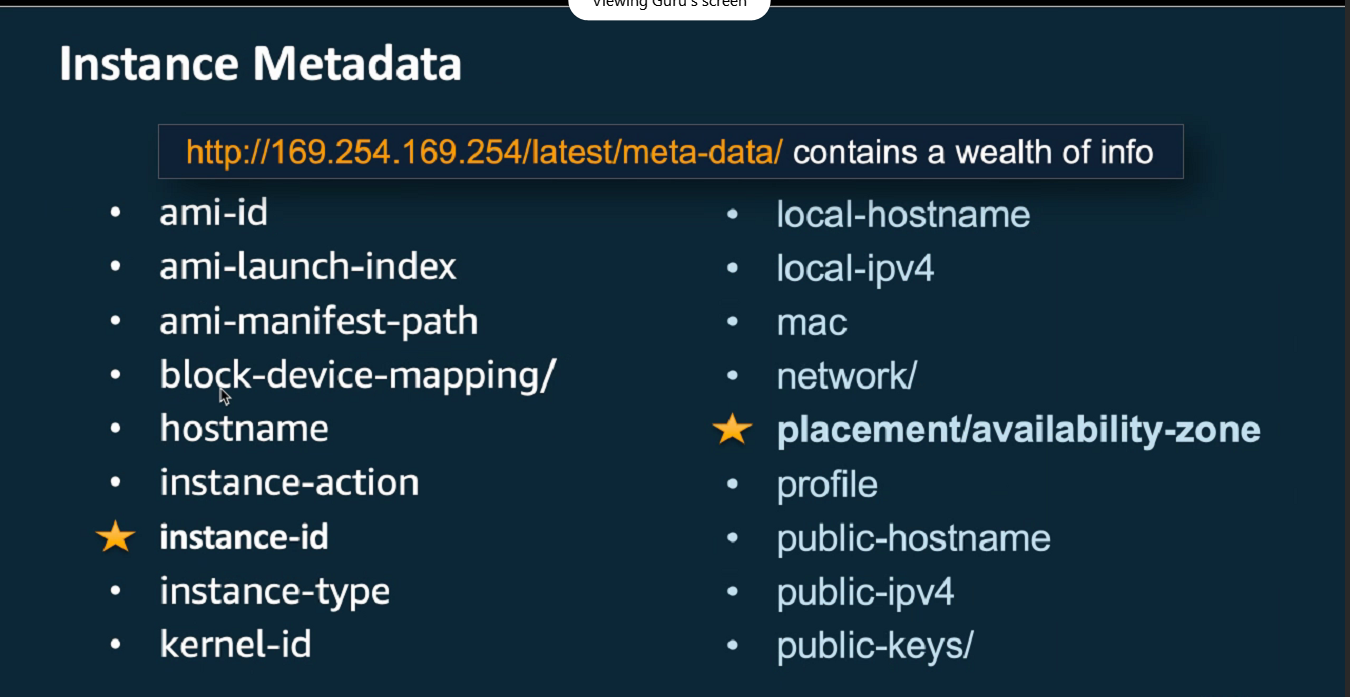 Viewing Guru's screen
Instance Metadata
http://169.254.169.254/latest/meta-data/ contains a wealth of info
• ami-id
• ami-launch-index
• ami-manifest-path
• block-device-mapping/
• hostname
• instance-action
instance-id
• instance-type
• kernel-id
• local-hostname
• local-ipv4
• mac
• network/
placement/availability-zone
• profile
• public-hostname
• public-ipv4
• public-keys/